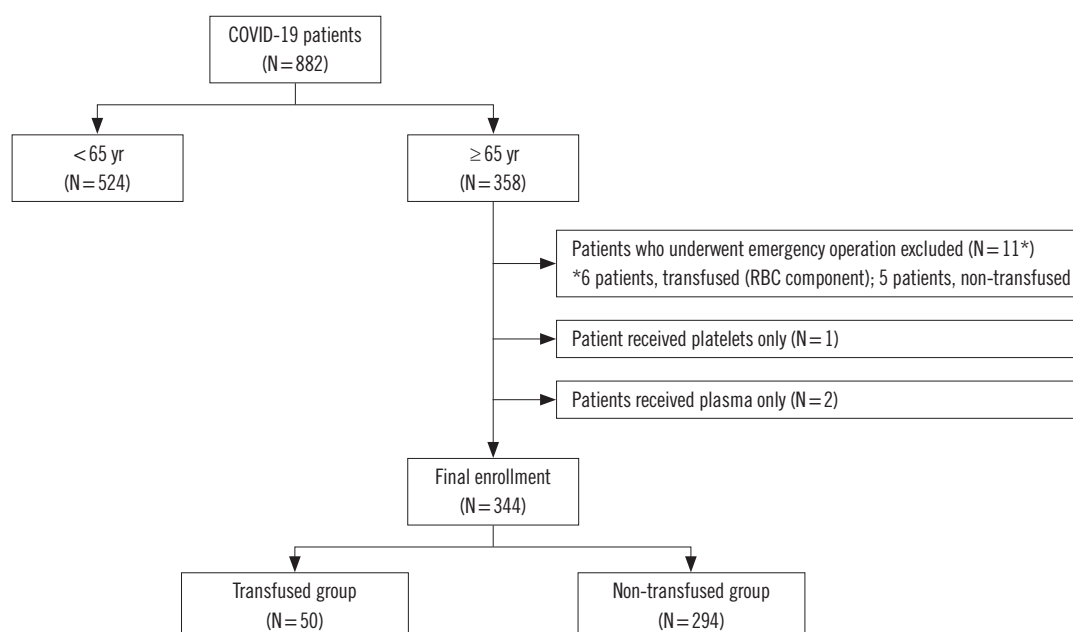 COVID-19 patients
(N=882)
<65 yr
(N=524)
≥65 yr
(N=358)
Patients who underwent emergency operation excluded (N=11*)
*6 patients, transfused (RBC component); 5 patients, non-transfused
Patient received platelets only (N=1)
Patients received plasma only (N=2)
Final enrollment
(N=344)
Transfused group
(N=50)
Non-transfused group
(N=294)